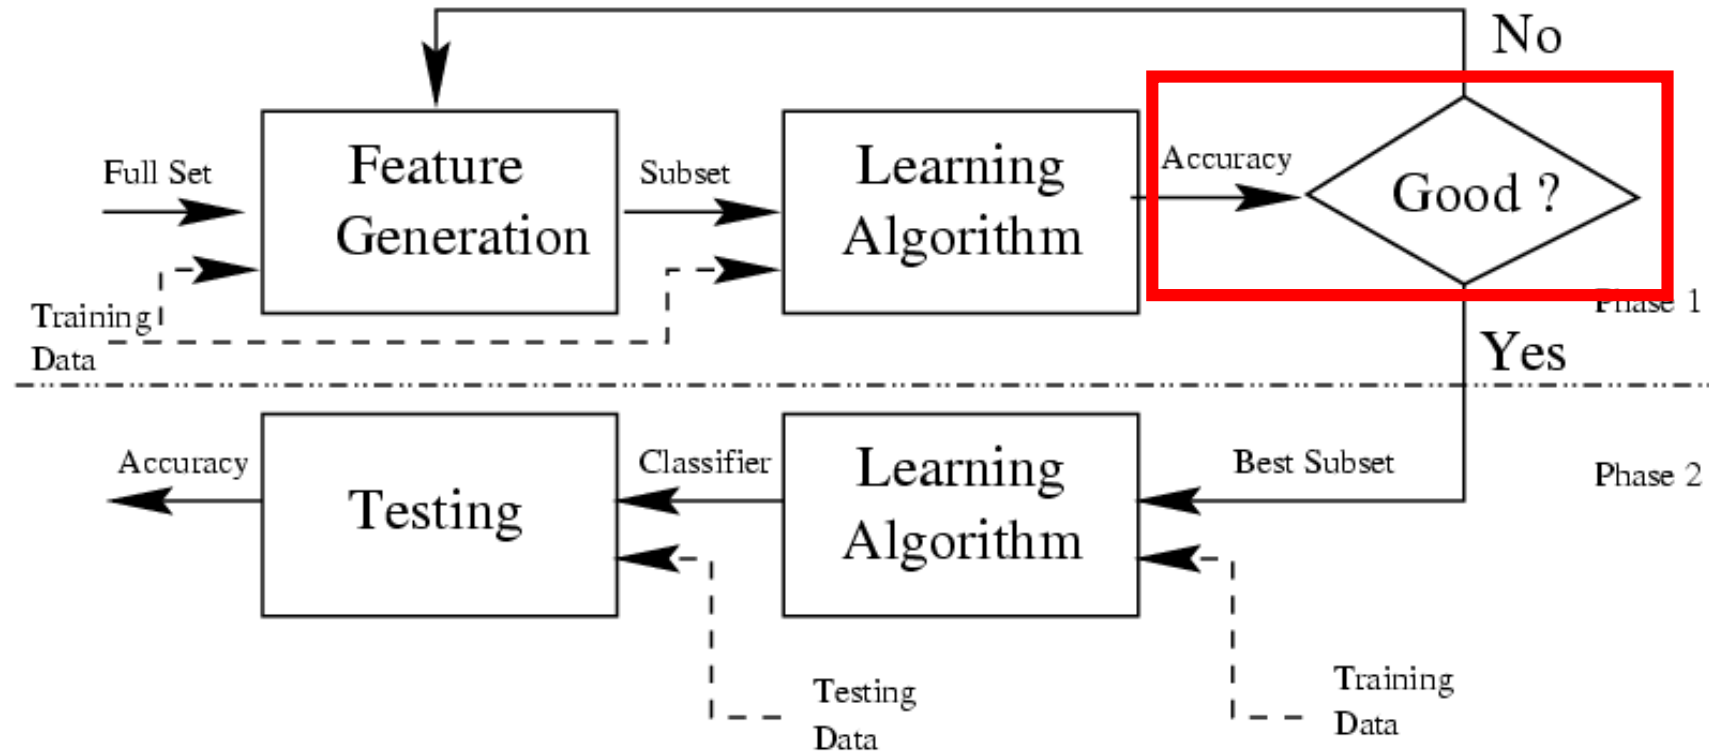 No
Full Set
Feature
Generation
Subset
Learning
Algorithm
Accuracy
Good ?
Training
Data
Phase 1
Yes
Accuracy
Testing
Classifier
Learning
Algorithm
Best Subset
Phase 2
Testing
Data
Training
Data